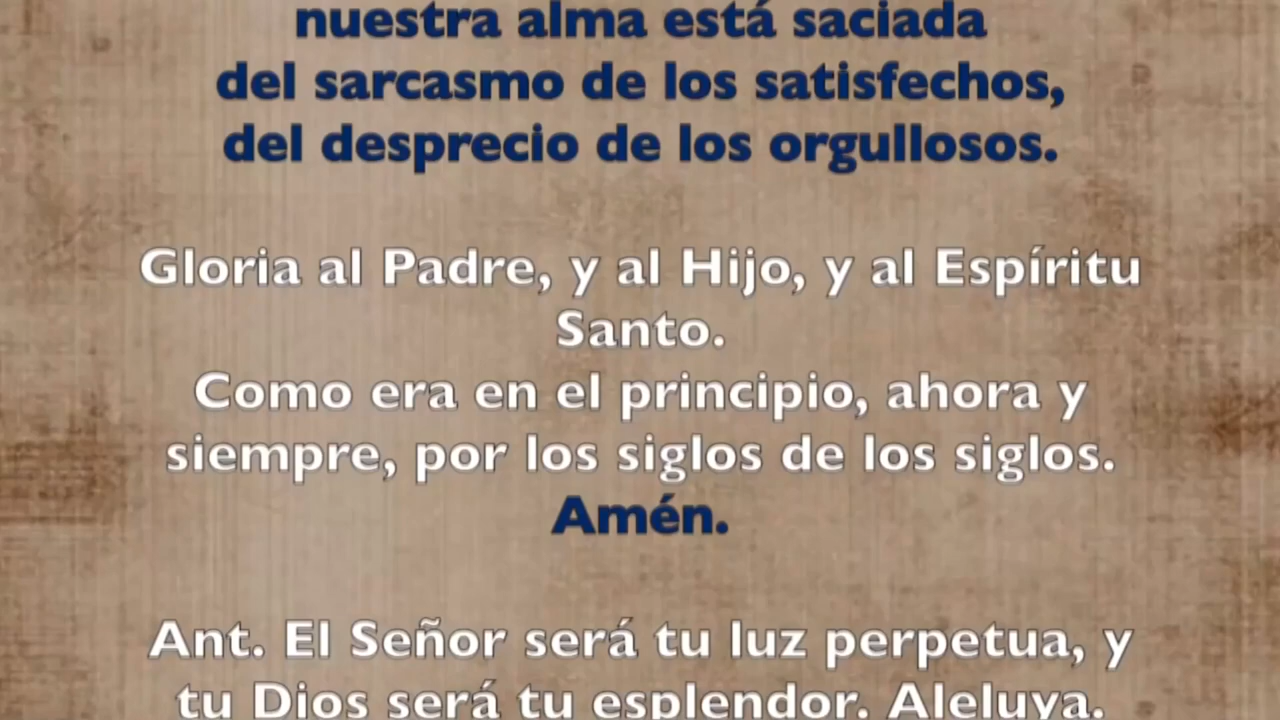 nuestra alma está saciada
del sarcasmo de los satisfechos,
del desprecio de los orgullosos.
Gloria al Padre, y al Hijo, y al Espíritu
Santo.
Como era en el principio, ahora y
siempre, por los siglos de los siglos.
Amén.
Ant. El Señor será tu luz perpetua, y
tu Dios será tu esplendor. Aleluya.